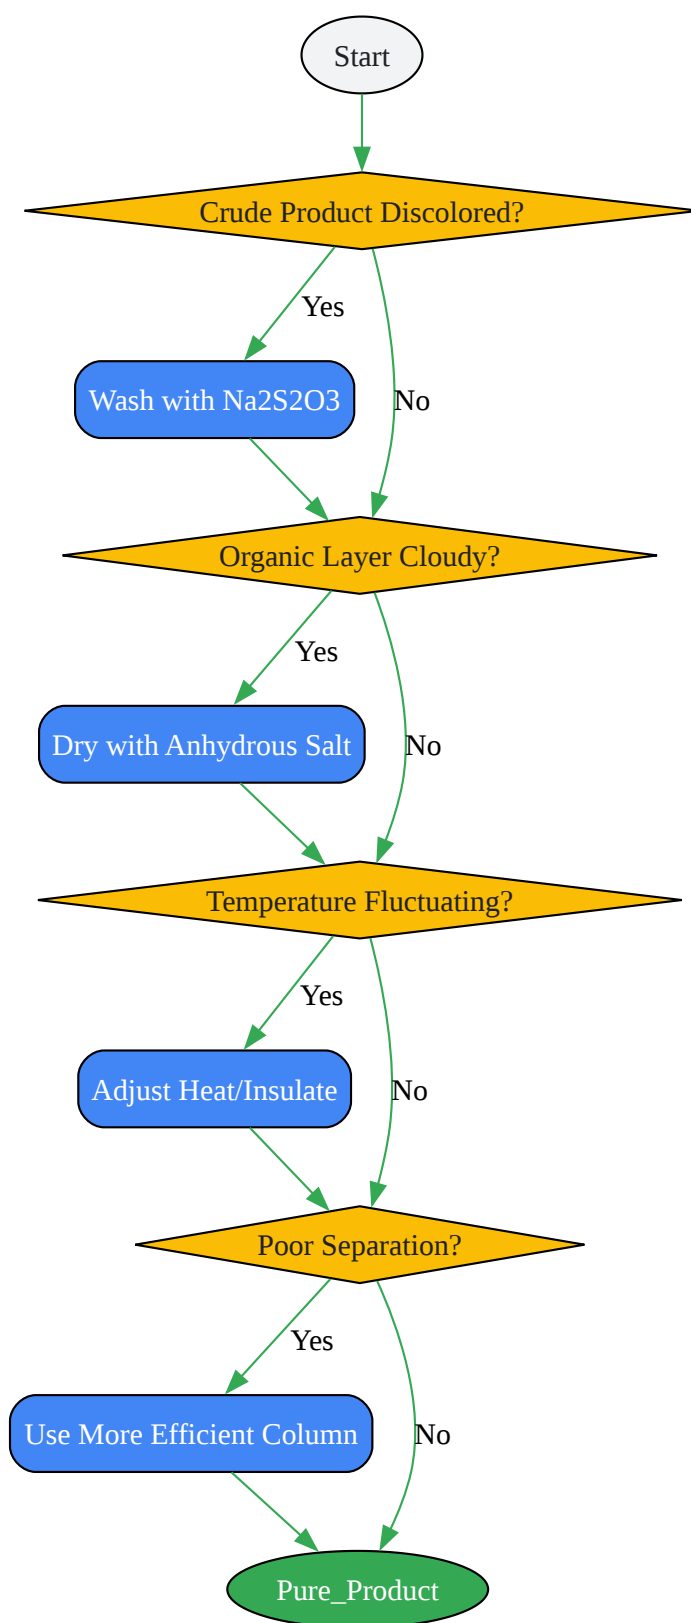 Start
Crude Product Discolored?
Yes
Wash with Na2S2O3
No
Organic Layer Cloudy?
Yes
Dry with Anhydrous Salt
No
Temperature Fluctuating?
Yes
Adjust Heat/Insulate
No
Poor Separation?
Yes
Use More Efficient Column
No
Pure_Product